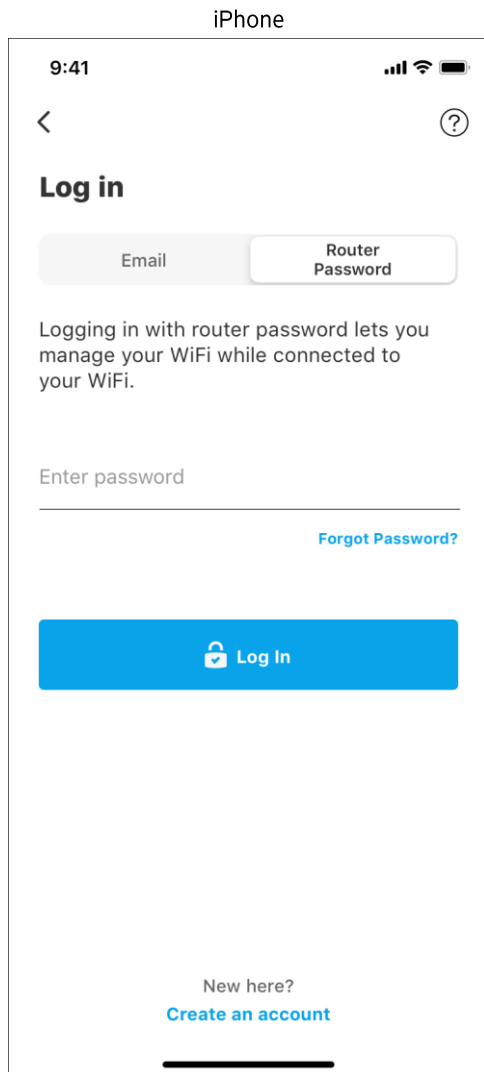 iPhone
9:41
?
Log in
Email
Router
Password
Logging in with router password lets you
manage your WiFi while connected to
your WiFi.
Enter password
Forgot Password?
Log In
New here?
Create an account